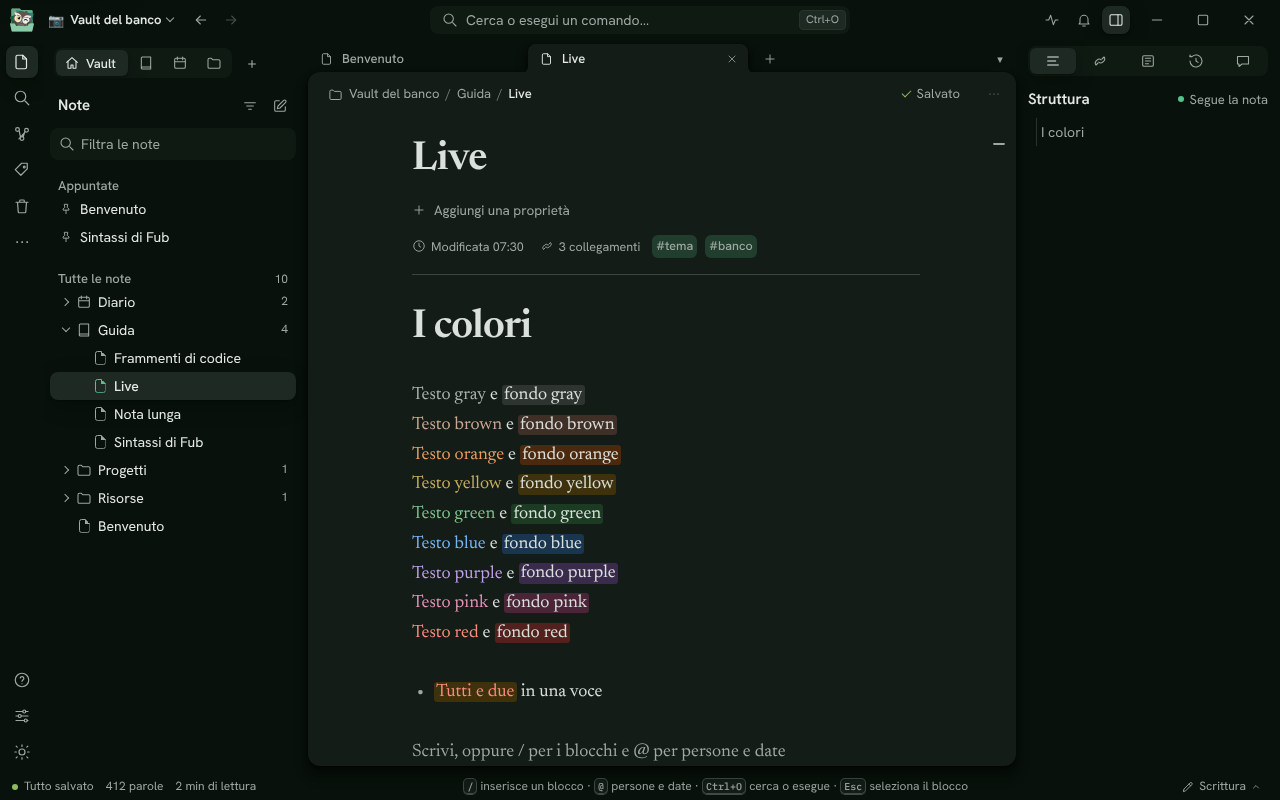 Vault del banco
Cerca o esegui un comando…
Ctrl+O
Vault
Note
Filtra le note
Appuntate
Benvenuto
Sintassi di Fub
Tutte le note 10
Diario 2
Guida 4
Frammenti di codice
Live
Nota lunga
Sintassi di Fub
Progetti 1
Risorse 1
Benvenuto
Benvenuto
Live
Vault del banco / Guida / Live
Salvato
Live
Aggiungi una proprietà
Modificata 07:30 3 collegamenti #tema #banco
I colori
Testo gray e fondo gray
Testo brown e fondo brown
Testo orange e fondo orange
Testo yellow e fondo yellow
Testo green e fondo green
Testo blue e fondo blue
Testo purple e fondo purple
Testo pink e fondo pink
Testo red e fondo red
• Tutti e due in una voce
Scrivi, oppure / per i blocchi e @ per persone e date
Struttura
Segue la nota
I colori
Tutto salvato 412 parole 2 min di lettura
/ inserisce un blocco · @ persone e date · Ctrl+O cerca o esegue · Esc seleziona il blocco
Scrittura